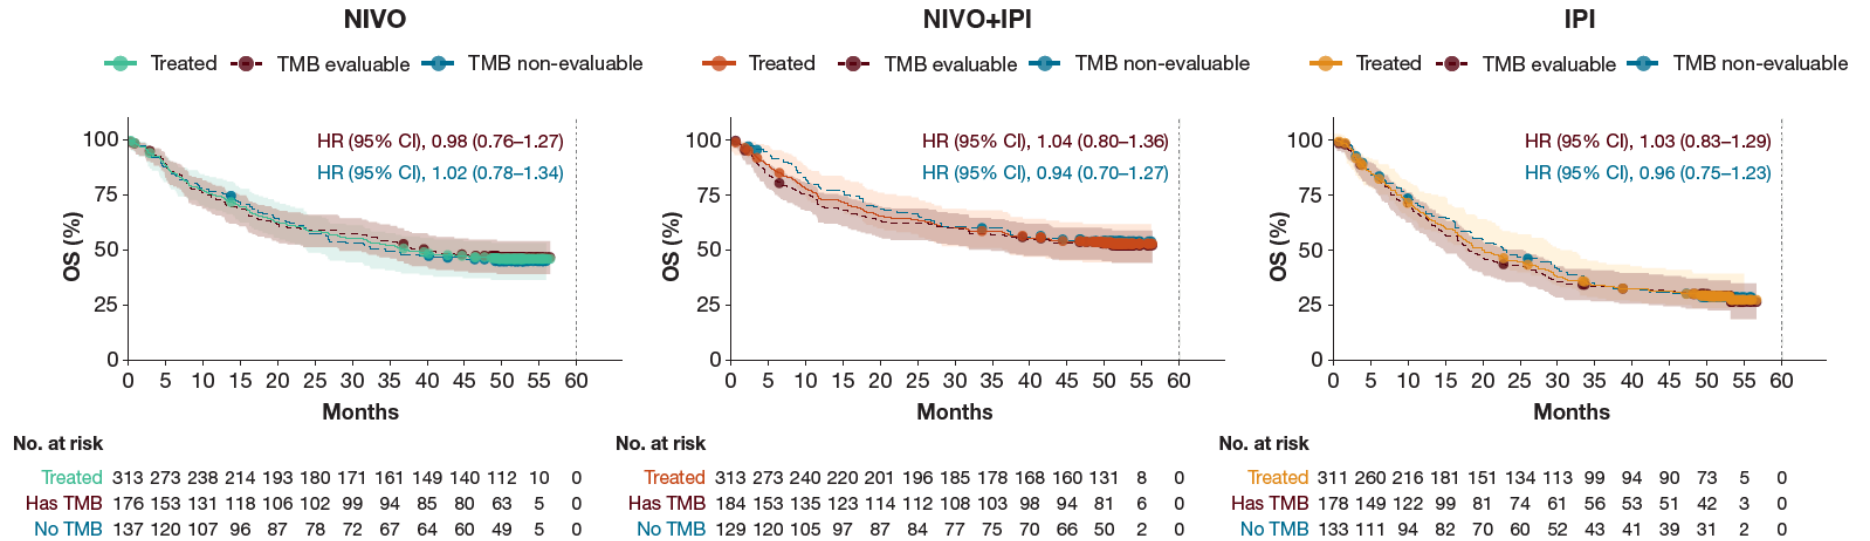 NIVO
Treated TMB evaluable TMB non-evaluable
HR (95% CI), 0.98 (0.76–1.27)
HR (95% CI), 1.02 (0.78–1.34)
OS (%)
100
75
50
25
0
0 5 10 15 20 25 30 35 40 45 50 55 60
Months
No. at risk
Treated 313 273 238 214 193 180 171 161 149 140 112 10 0
Has TMB 176 153 131 118 106 102 99 94 85 80 63 5 0
No TMB 137 120 107 96 87 78 72 67 64 60 49 5 0
NIVO+IPI
Treated TMB evaluable TMB non-evaluable
HR (95% CI), 1.04 (0.80–1.36)
HR (95% CI), 0.94 (0.70–1.27)
OS (%)
100
75
50
25
0
0 5 10 15 20 25 30 35 40 45 50 55 60
Months
No. at risk
Treated 313 273 240 220 201 196 185 178 168 160 131 8 0
Has TMB 184 153 135 123 114 112 108 103 98 94 81 6 0
No TMB 129 120 105 97 87 84 77 75 70 66 50 2 0
IPI
Treated TMB evaluable TMB non-evaluable
HR (95% CI), 1.03 (0.83–1.29)
HR (95% CI), 0.96 (0.75–1.23)
OS (%)
100
75
50
25
0
0 5 10 15 20 25 30 35 40 45 50 55 60
Months
No. at risk
Treated 311 260 216 181 151 134 113 99 94 90 73 5 0
Has TMB 178 149 122 99 81 74 61 56 53 51 42 3 0
No TMB 133 111 94 82 70 60 52 43 41 39 31 2 0